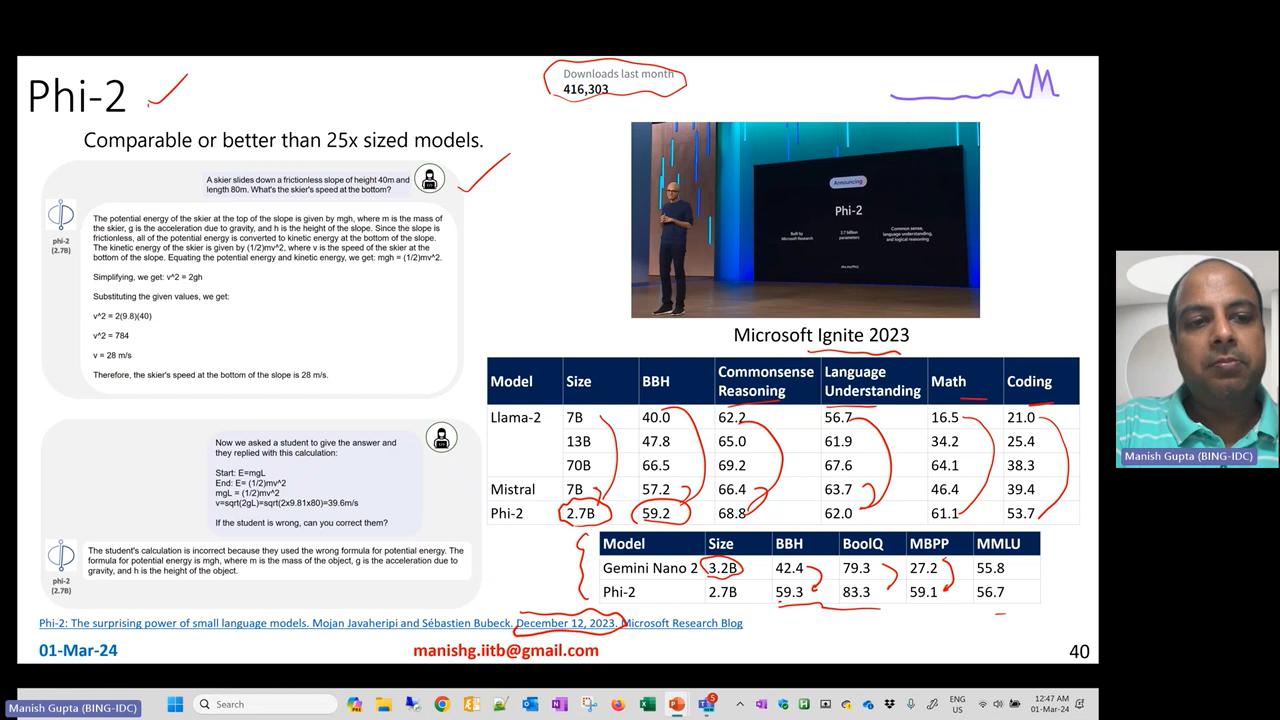 Phi-2
Downloads last month
416,303
Comparable or better than 25x sized models.
A skier slides down a frictionless slope of height 40m and
length 80m. What's the skier's speed at the bottom?
phi-2
(2.7B)
The potential energy of the skier at the top of the slope is given by mgh, where m is the mass of
the skier, g is the acceleration due to gravity, and h is the height of the slope. Since the slope is
frictionless, all of the potential energy is converted to kinetic energy at the bottom of the slope.
The kinetic energy of the skier is given by (1/2)mv^2, where v is the speed of the skier at the
bottom of the slope. Equating the potential energy and kinetic energy, we get: mgh = (1/2)mv^2.
Simplifying, we get: v^2 = 2gh
Substituting the given values, we get:
v^2 = 2(9.8)(40)
v^2 = 784
v = 28 m/s
Therefore, the skier's speed at the bottom of the slope is 28 m/s.
Now we asked a student to give the answer and
they replied with this calculation:
Start: E=mgL
End: E= (1/2)mv^2
mgL = (1/2)mv^2
v=sqrt(2gL)=sqrt(2x9.81x80)=39.6m/s
If the student is wrong, can you correct them?
phi-2
(2.7B)
The student's calculation is incorrect because they used the wrong formula for potential energy. The
formula for potential energy is mgh, where m is the mass of the object, g is the acceleration due to
gravity, and h is the height of the object.
Announcing
Phi-2
Built by
Microsoft Research
2.7 billion
parameters
Common sense,
language understanding,
and logical reasoning
Microsoft Ignite 2023
Model Size BBH Commonsense Reasoning Language Understanding Math Coding
Llama-2 7B 40.0 62.2 56.7 16.5 21.0
13B 47.8 65.0 61.9 34.2 25.4
70B 66.5 69.2 67.6 64.1 38.3
Mistral 7B 57.2 66.4 63.7 46.4 39.4
Phi-2 2.7B 59.2 68.8 62.0 61.1 53.7
Model Size BBH BoolQ MBPP MMLU
Gemini Nano 2 3.2B 42.4 79.3 27.2 55.8
Phi-2 2.7B 59.3 83.3 59.1 56.7
Phi-2: The surprising power of small language models. Mojan Javaheripi and Sébastien Bubeck. December 12, 2023. Microsoft Research Blog
01-Mar-24
manishg.iitb@gmail.com
40
Manish Gupta (BING-IDC)
Manish Gupta (BING-IDC)
Search
5
ENG
US
12:47 AM
01-Mar-24